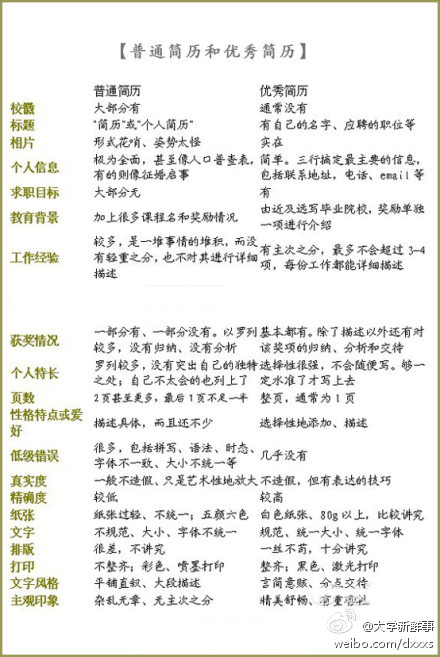 【普通简历和优秀简历】
普通简历 优秀简历
校徽 大部分有 通常没有
标题 "简历"或"个人简历" 有自己的名字、应聘的职位等
相片 形式花哨、姿势太怪 实在
个人信息 极为全面，甚至像人口普查表，有的则像征婚启事 简单。三行搞定最主要的信息，包括联系地址，电话、email 等
求职目标 大部分无 有
教育背景 加上很多课程名和奖励情况 由近及远写毕业院校，奖励单独一项进行介绍
工作经验 较多，是一堆事情的堆积，而没有轻重之分，也不对其进行详细描述 有主次之分，最多不会超过 3-4 项，每份工作都能详细描述
获奖情况 一部分有、一部分没有。以罗列较多，没有归纳、没有分析 基本都有。除了描述以外还有对该奖项的归纳、分析和交待
个人特长 罗列较多，没有突出自己的独特之处；自己不太会的也列上了 选择性很强，不会随便写。够一定水准了才写上去
页数 2 页甚至更多，最后 1 页不足一半 整页，通常为 1 页
性格特点或爱好 描述具体，而且还不少 选择性地添加、描述
低级错误 很多，包括拼写、语法、时态、字体不一致、大小不统一等 几乎没有
真实度 一般不造假、只是艺术性地放大 不造假，但有表达的技巧
精确度 较低 较高
纸张 纸张过轻、不统一；五颜六色 白色纸张、80g 以上，比较讲究
文字 不规范、大小、字体不统一 规范、统一大小、统一字体
排版 很差，不讲究 一丝不苟，十分讲究
打印 不整齐；彩色、喷墨打印 整齐；黑色、激光打印
文字风格 平铺直叙、大段描述 言简意赅、分点交待
主观印象 杂乱无章、无主次之分 精美舒畅、
@大学新鲜事
weibo.com/dxxxs